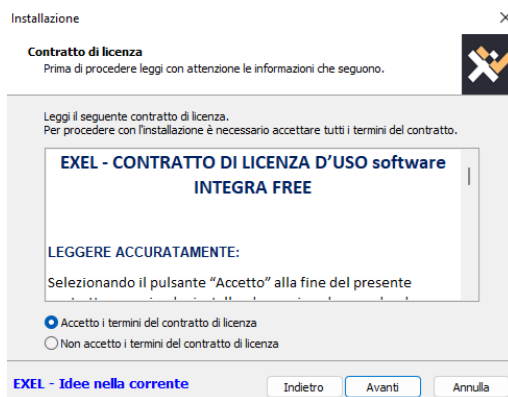 Installazione
Contratto di licenza
Prima di procedere leggi con attenzione le informazioni che seguono.
Leggi il seguente contratto di licenza.
Per procedere con l'installazione è necessario accettare tutti i termini del contratto.
EXEL - CONTRATTO DI LICENZA D'USO software
INTEGRA FREE
LEGGERE ACCURATAMENTE:
Selezionando il pulsante “Accetto” alla fine del presente
Accetto i termini del contratto di licenza
Non accetto i termini del contratto di licenza
EXEL - Idee nella corrente
Indietro
Avanti
Annulla